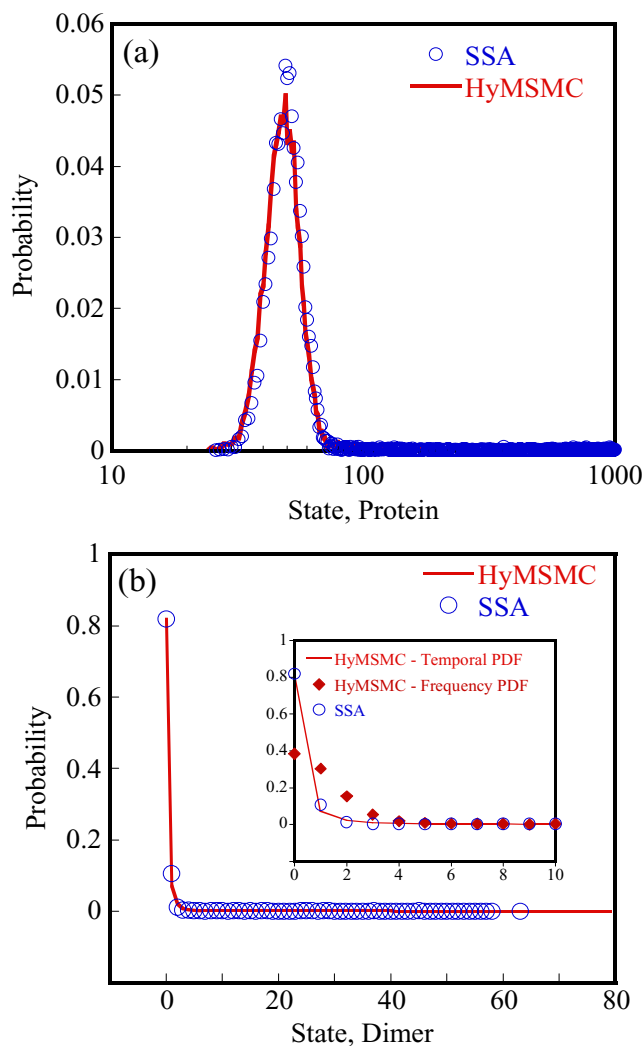 0.06
(a)
SSA
HyMSMC
0.05
0.04
0.03
0.02
0.01
0
Probability
10
100
1000
State, Protein
1
(b)
HyMSMC
SSA
0.8
0.6
0.4
0.2
0
Probability
1
HyMSMC - Temporal PDF
HyMSMC - Frequency PDF
SSA
0.8
0.6
0.4
0.2
0
0
2
4
6
8
10
0
20
40
60
80
State, Dimer